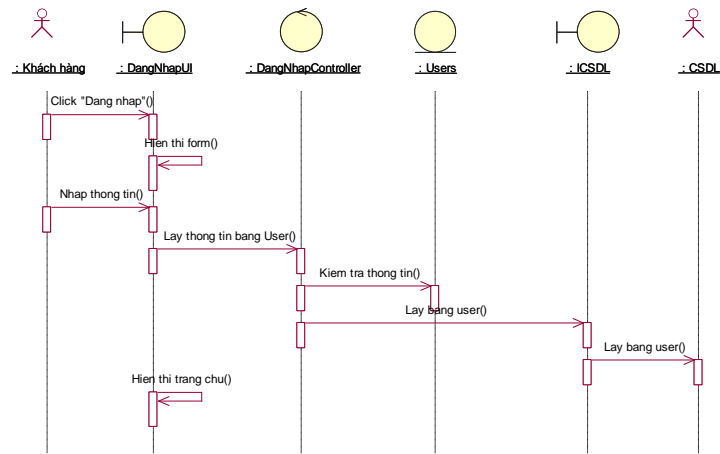 : Khách hàng
: DangNhapUI
: DangNhapController
: Users
: ICSDL
: CSDL
Click "Dang nhap"()
Hien thi form()
Nhap thong tin()
Lay thong tin bang User()
Kiem tra thong tin()
Lay bang user()
Lay bang user()
Hien thi trang chu()